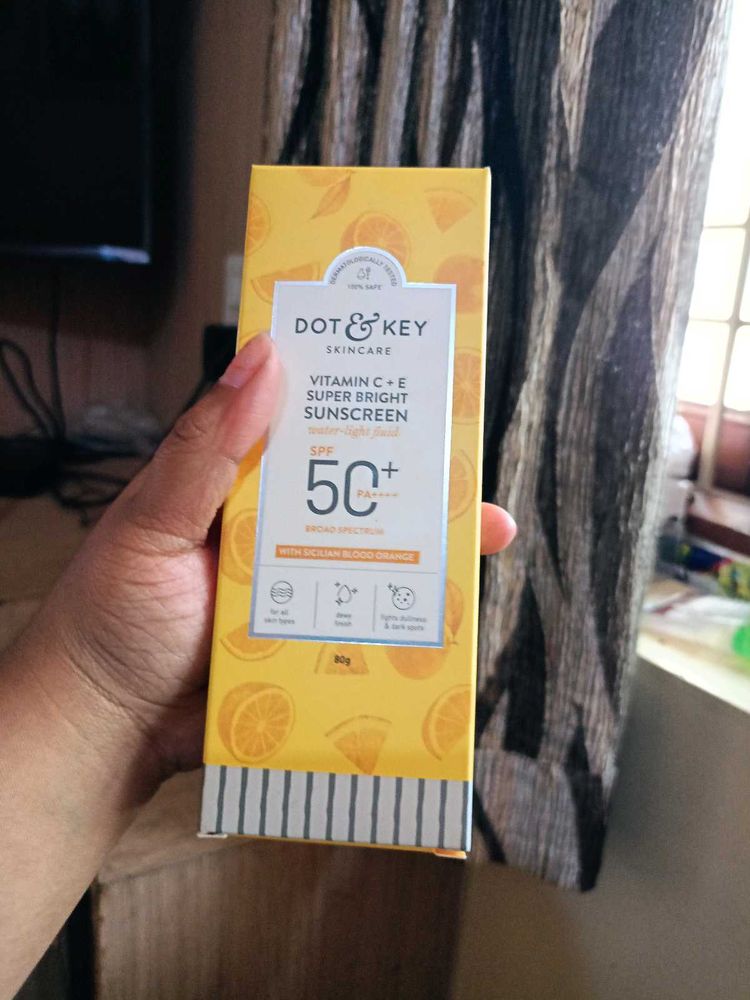 DERMATOLOGICALLY TESTED
100% SAFE
DOT & KEY
SKINCARE
VITAMIN C + E
SUPER BRIGHT
SUNSCREEN
water-light fluid
SPF
50+
PA++++
BROAD SPECTRUM
WITH SICILIAN BLOOD ORANGE
for all
skin types
dewy
finish
fights dullness
& dark spots
80g